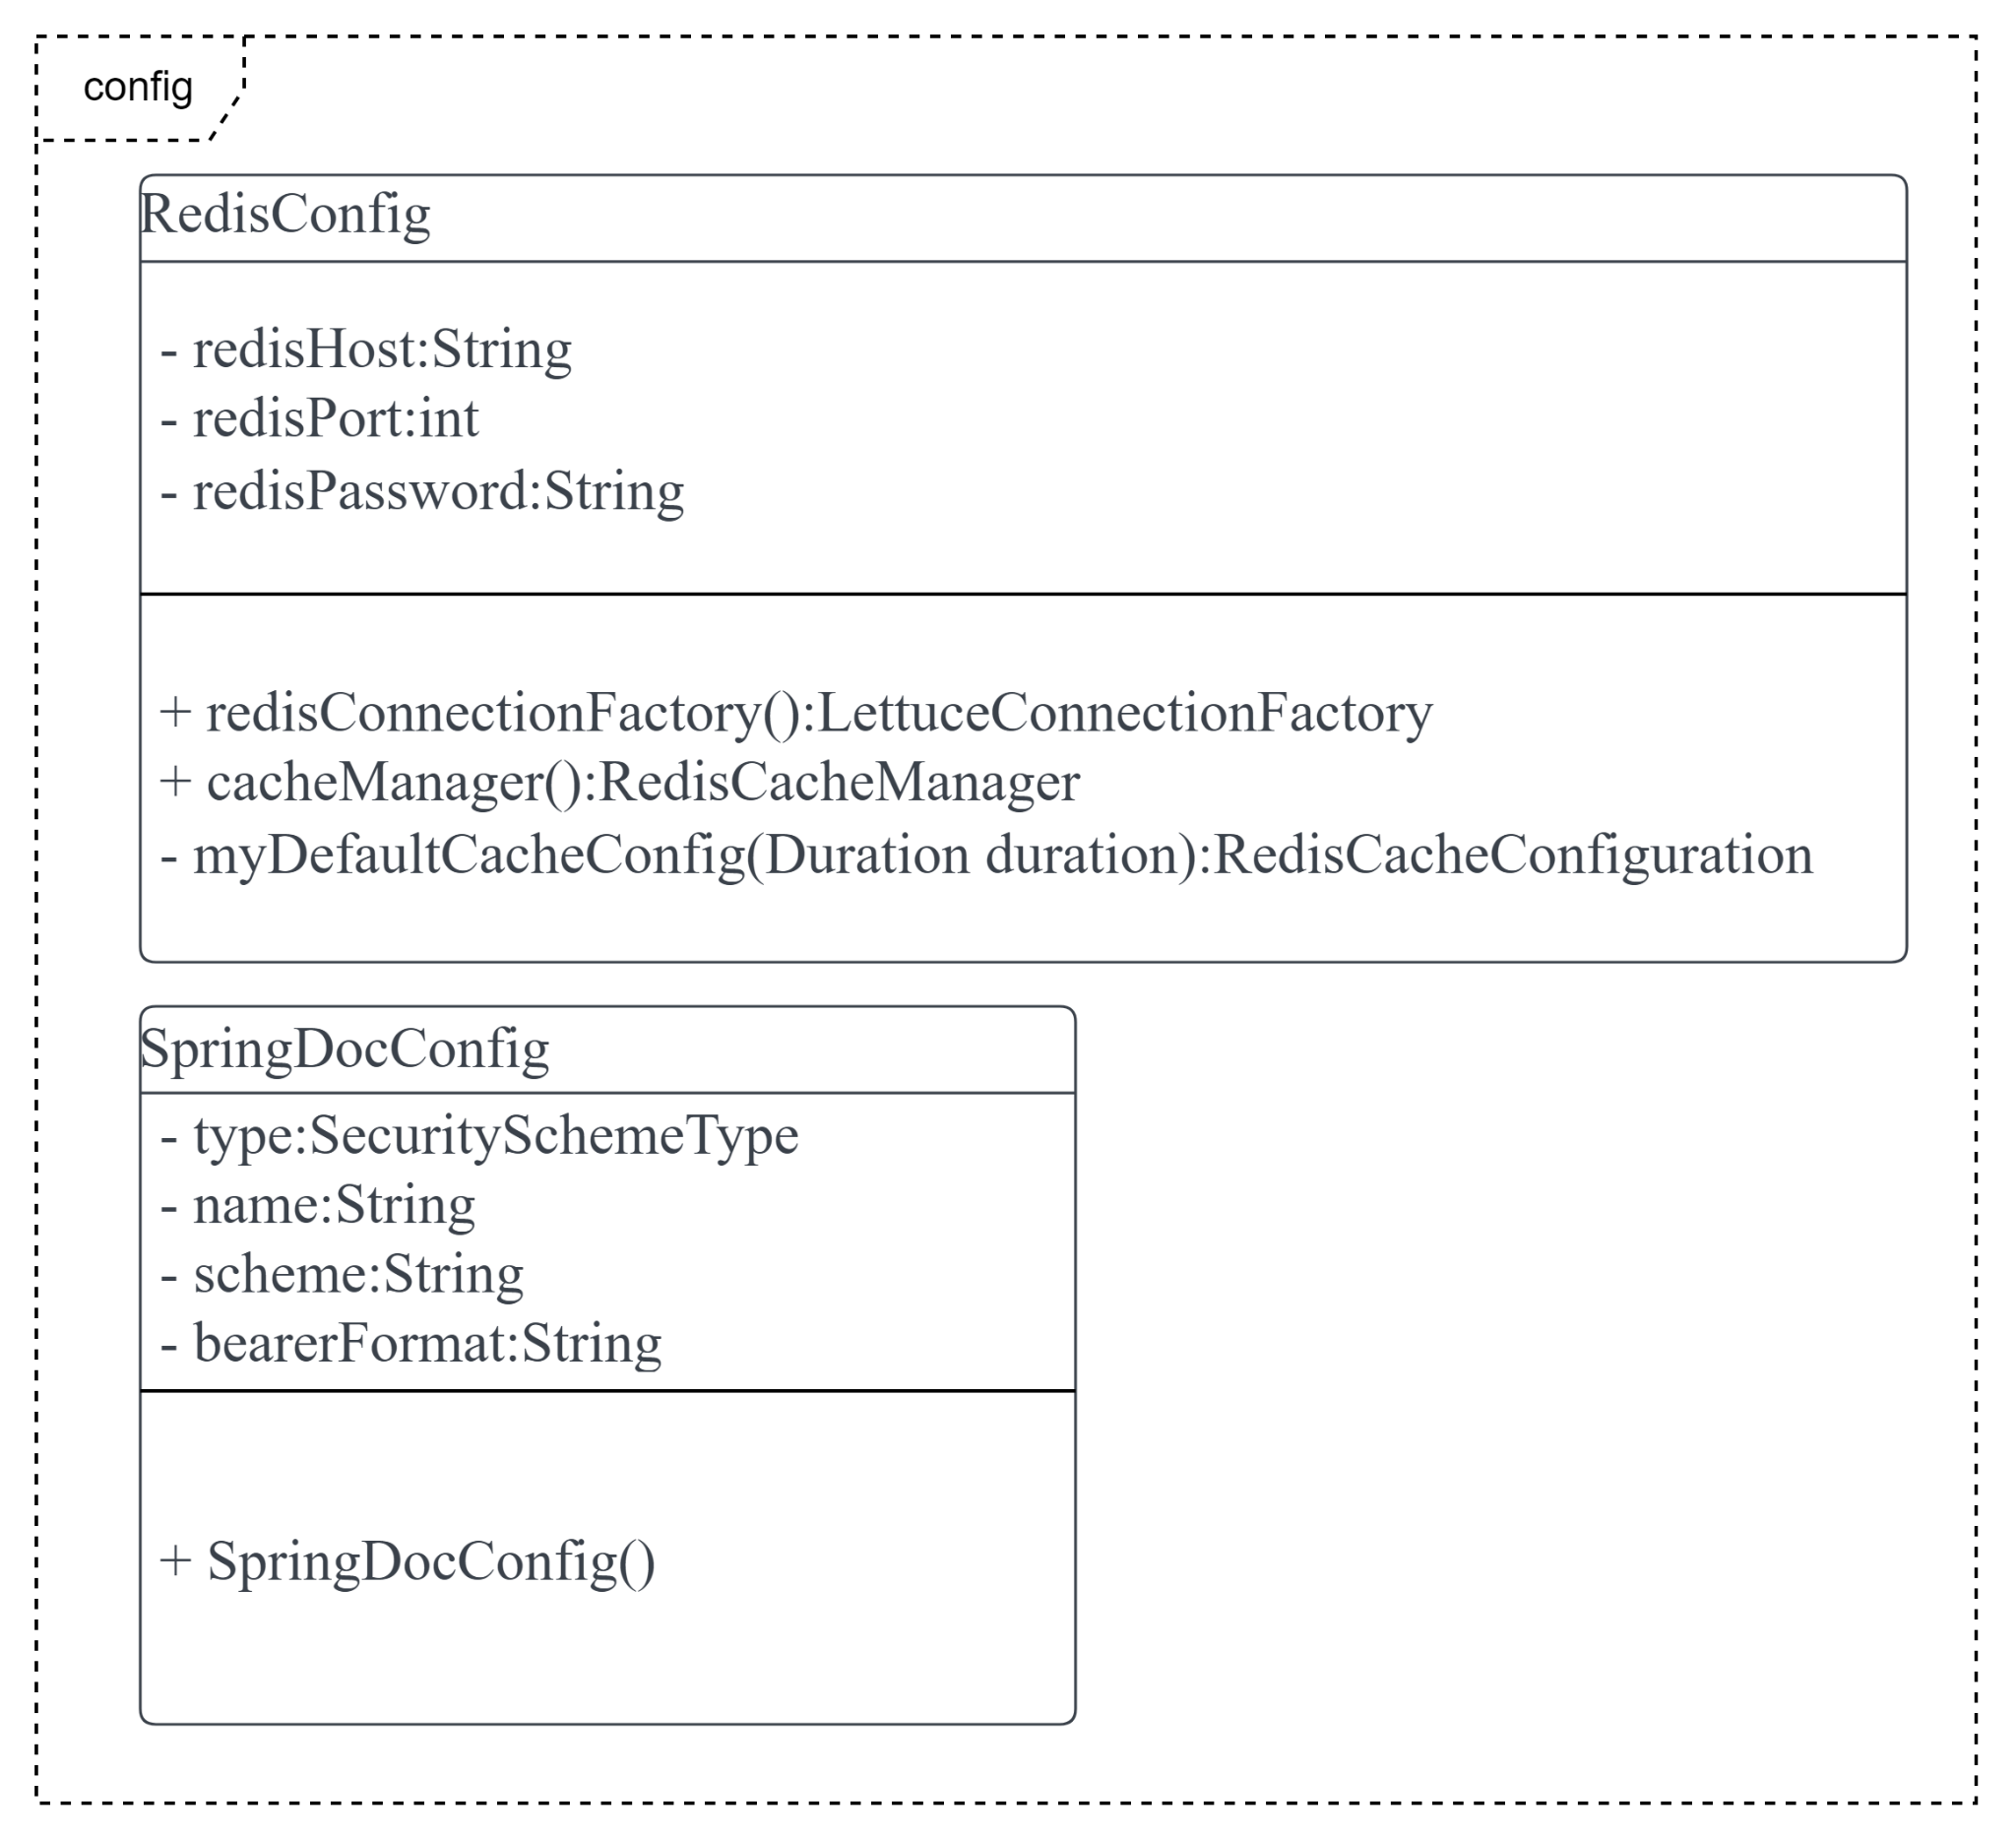 config
RedisConfig
- redisHost:String
- redisPort:int
- redisPassword:String
+ redisConnectionFactory():LettuceConnectionFactory
+ cacheManager():RedisCacheManager
- myDefaultCacheConfig(Duration duration):RedisCacheConfiguration
SpringDocConfig
- type:SecuritySchemeType
- name:String
- scheme:String
- bearerFormat:String
+ SpringDocConfig()